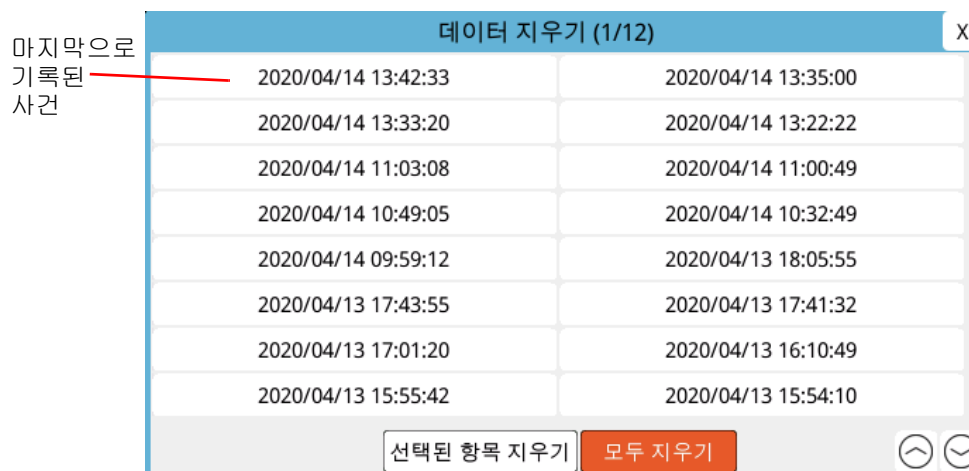 마지막으로
기록된
사건
데이터 지우기 (1/12) X
2020/04/14 13:42:33 2020/04/14 13:35:00
2020/04/14 13:33:20 2020/04/14 13:22:22
2020/04/14 11:03:08 2020/04/14 11:00:49
2020/04/14 10:49:05 2020/04/14 10:32:49
2020/04/14 09:59:12 2020/04/13 18:05:55
2020/04/13 17:43:55 2020/04/13 17:41:32
2020/04/13 17:01:20 2020/04/13 16:10:49
2020/04/13 15:55:42 2020/04/13 15:54:10
선택된 항목 지우기 모두 지우기